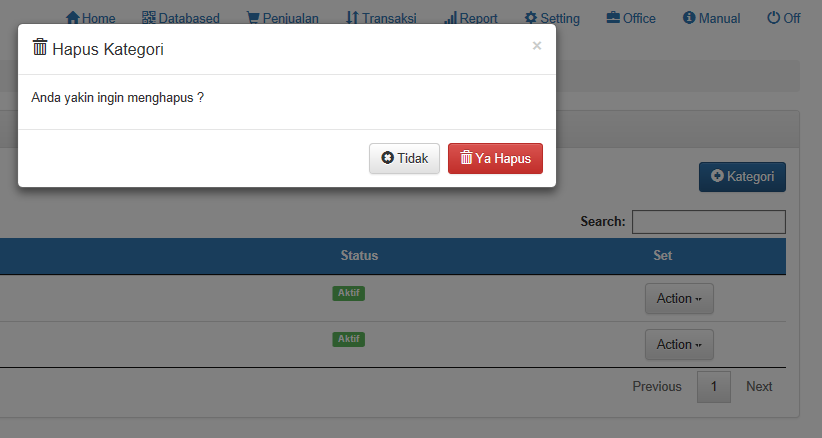 Home Databased Penjualan Transaksi Report Setting Office Manual Off
Hapus Kategori ×
Anda yakin ingin menghapus ?
Tidak Ya Hapus
Kategori
Search:
Status Set
Aktif Action
Aktif Action
Previous 1 Next